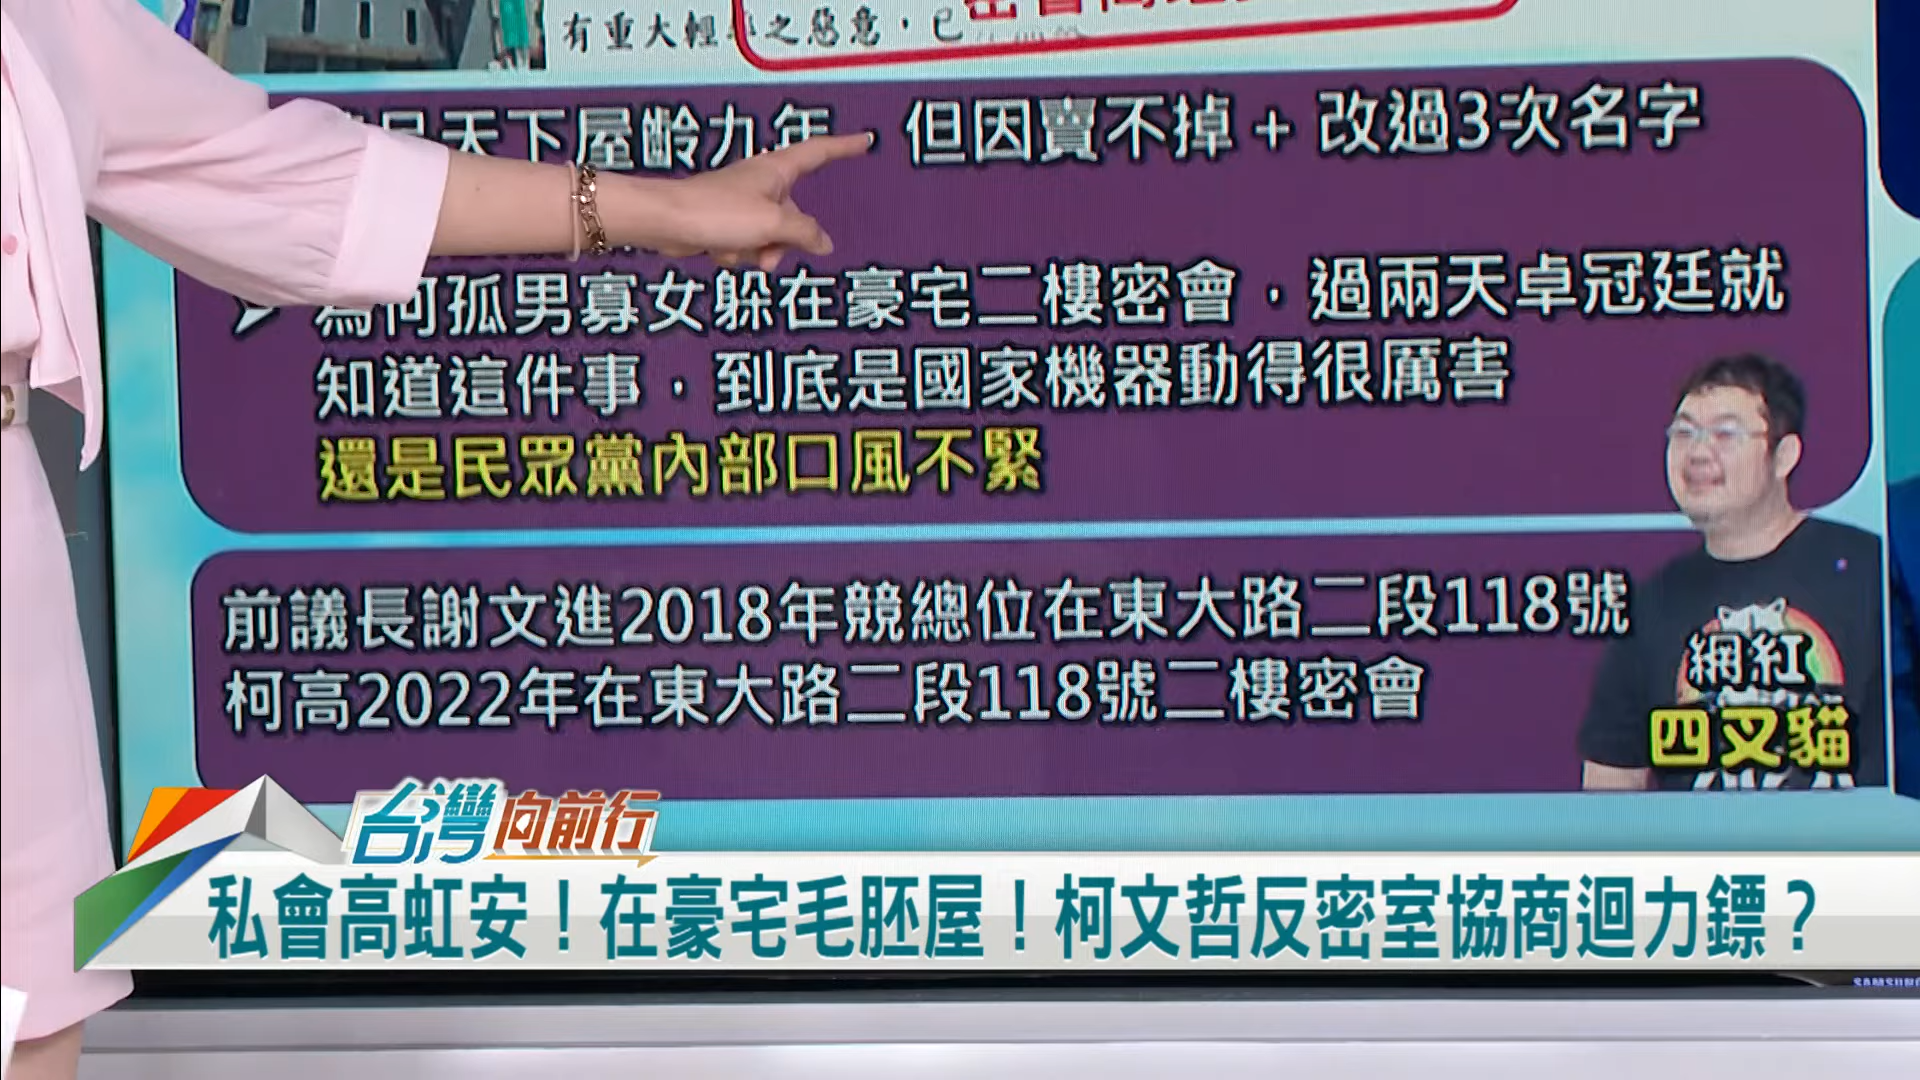 有重大輕 之惡意，已
天下屋齡九年，但因賣不掉+改過3次名字
為何孤男寡女躲在豪宅二樓密會，過兩天卓冠廷就
知道這件事，到底是國家機器動得很厲害
還是民眾黨內部口風不緊
前議長謝文進2018年競總位在東大路二段118號
柯高2022年在東大路二段118號二樓密會
網紅
四叉貓
台灣向前行
私會高虹安！在豪宅毛胚屋！柯文哲反密室協商迴力鏢？
SAMSUNG